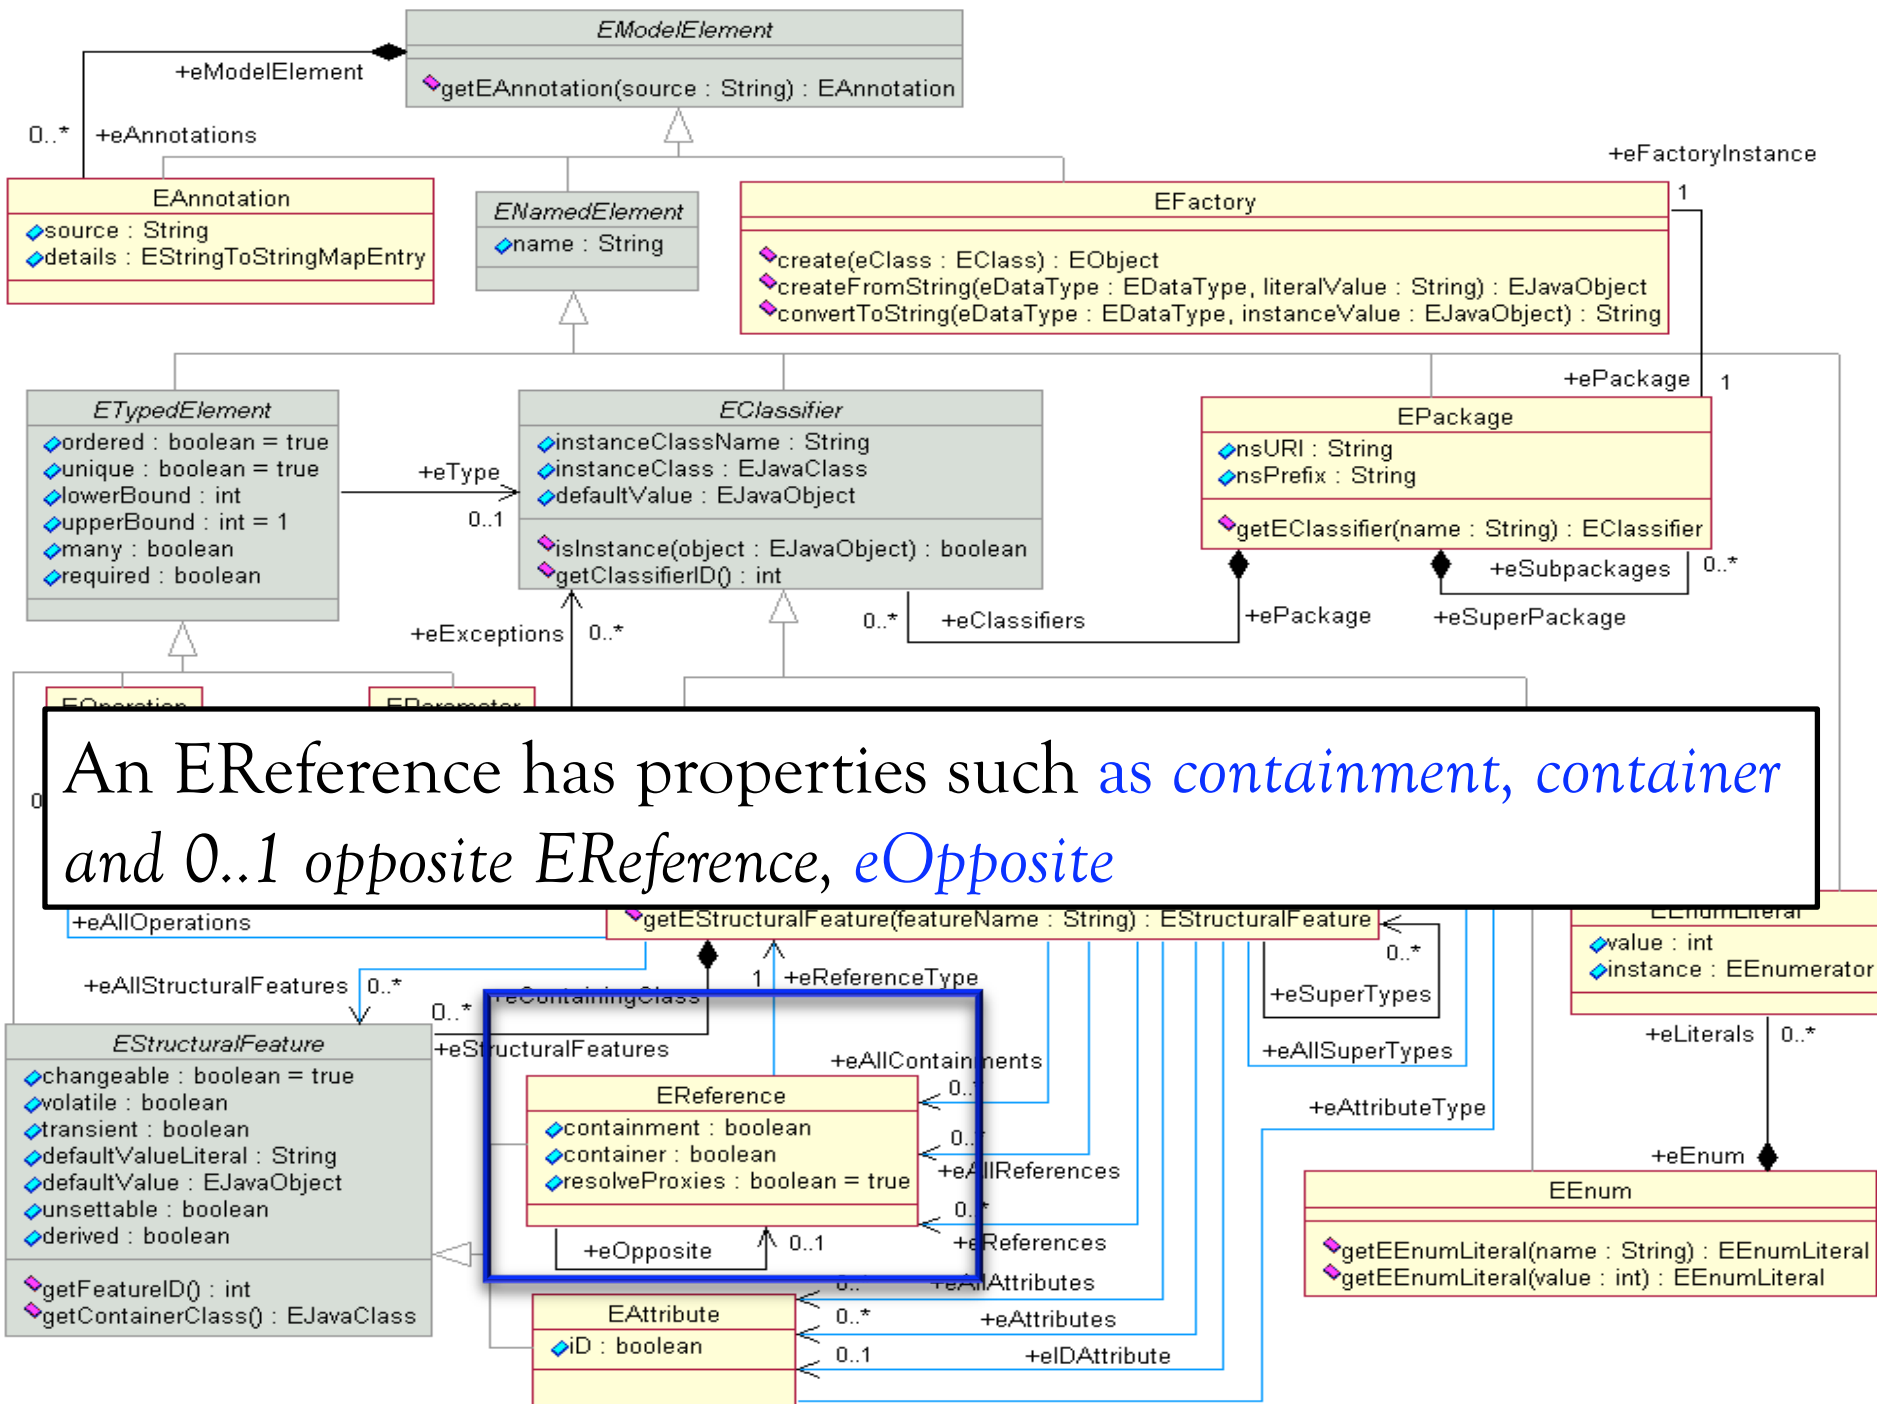 EModelElement
+eModelElement
getEAnnotation(source : String) : EAnnotation
0..* +eAnnotations
+eFactoryInstance
1
EAnnotation
source : String
details : EStringToStringMapEntry
ENamedElement
name : String
EFactory
create(eClass : EClass) : EObject
createFromString(eDataType : EDataType, literalValue : String) : EJavaObject
convertToString(eDataType : EDataType, instanceValue : EJavaObject) : String
+ePackage 1
ETypedElement
ordered : boolean = true
unique : boolean = true
lowerBound : int
upperBound : int = 1
many : boolean
required : boolean
+eType
0..1
EClassifier
instanceClassName : String
instanceClass : EJavaClass
defaultValue : EJavaObject
isInstance(object : EJavaObject) : boolean
getClassifierID() : int
EPackage
nsURI : String
nsPrefix : String
getEClassifier(name : String) : EClassifier
+eSubpackages 0..*
+eSuperPackage
+ePackage
0..* +eClassifiers
+eExceptions 0..*
EOperation
EParameter
An EReference has properties such as containment, container
and 0..1 opposite EReference, eOpposite
+eAllOperations
getEStructuralFeature(featureName : String) : EStructuralFeature
EEnumLiteral
value : int
instance : EEnumerator
0..*
+eSuperTypes
+eAllStructuralFeatures 0..*
0..*
+eContainingClass
1 +eReferenceType
+eStructuralFeatures
+eAllContainments
+eAllSuperTypes
+eLiterals 0..*
EStructuralFeature
changeable : boolean = true
volatile : boolean
transient : boolean
defaultValueLiteral : String
defaultValue : EJavaObject
unsettable : boolean
derived : boolean
getFeatureID() : int
getContainerClass() : EJavaClass
EReference
containment : boolean
container : boolean
resolveProxies : boolean = true
+eOpposite 0..1
0..*
0..*
+eAllReferences
0..*
+eReferences
+eAttributeType
+eEnum
EEnum
getEEnumLiteral(name : String) : EEnumLiteral
getEEnumLiteral(value : int) : EEnumLiteral
+eAllAttributes
EAttribute
iD : boolean
0..* +eAttributes
0..1 +eIDAttribute